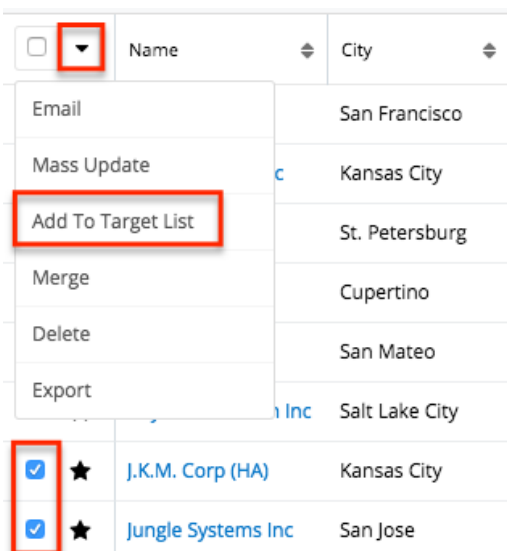 Name City
Email
San Francisco
Mass Update
c Kansas City
Add To Target List
St. Petersburg
Merge
Cupertino
Delete
San Mateo
Export
Inc Salt Lake City
J.K.M. Corp (HA) Kansas City
Jungle Systems Inc San Jose